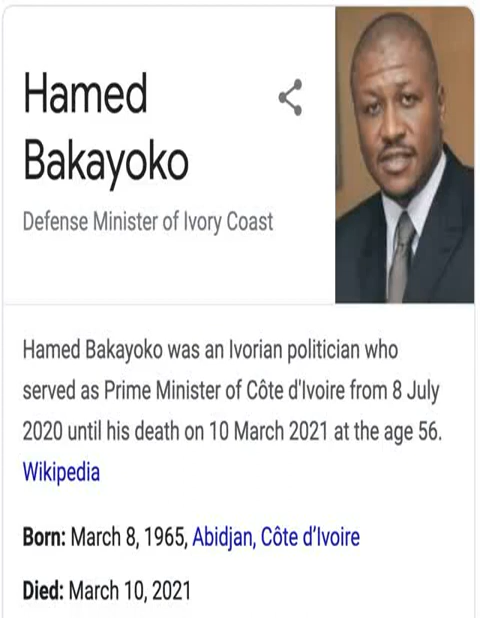 Hamed
Bakayoko
Defense Minister of Ivory Coast
Hamed Bakayoko was an Ivorian politician who
served as Prime Minister of Côte d'Ivoire from 8 July
2020 until his death on 10 March 2021 at the age 56.
Wikipedia
Born: March 8, 1965, Abidjan, Côte d’Ivoire
Died: March 10, 2021